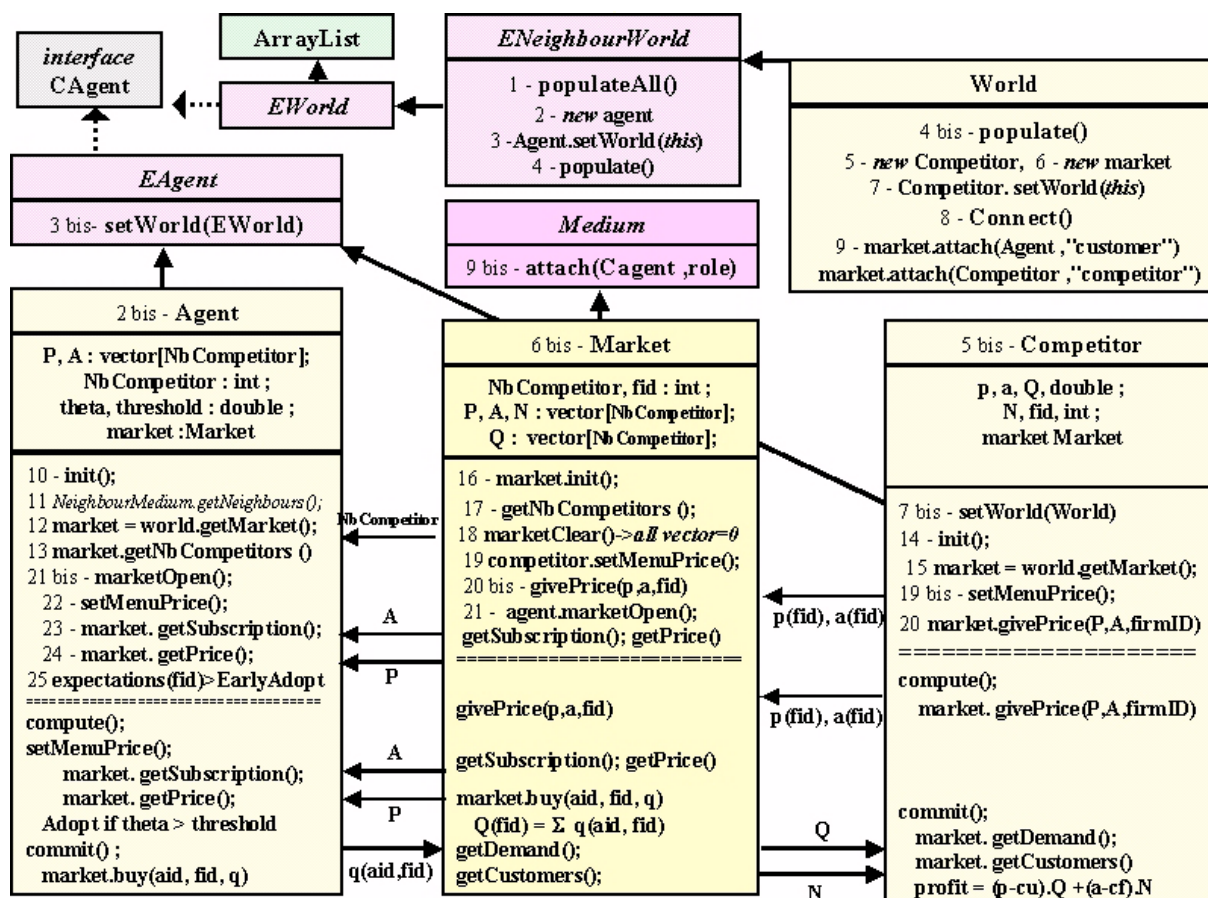 interface
CAgent
ArrayList
EWorld
ENeighbourWorld
1 - populateAll()
2 - new agent
3 -Agent.setWorld(this)
4 - populate()
World
4 bis - populate()
5 - new Competitor, 6 - new market
7 - Competitor. setWorld(this)
8 - Connect()
9 - market.attach(Agent ,"customer")
market.attach(Competitor ,"competitor")
EAgent
3 bis- setWorld(EWorld)
Medium
9 bis - attach(Cagent ,role)
2 bis - Agent
P, A : vector[NbCompetitor];
NbCompetitor : int ;
theta, threshold : double ;
market :Market
10 - init();
11 NeighbourMedium.getNeighbours();
12 market = world.getMarket();
13 market.getNbCompetitors ()
21 bis - marketOpen();
22 - setMenuPrice();
23 - market. getSubscription();
24 - market. getPrice();
25 expectations(fid)>EarlyAdopt
====================================
compute();
setMenuPrice();
market. getSubscription();
market. getPrice();
Adopt if theta > threshold
commit() ;
market.buy(aid, fid, q)
NbCompetitor
A
P
A
P
q(aid,fid)
6 bis - Market
NbCompetitor, fid : int ;
P, A, N : vector[NbCompetitor];
Q : vector[NbCompetitor];
16 - market.init();
17 - getNbCompetitors ();
18 marketClear()->all vector=0
19 competitor.setMenuPrice();
20 bis - givePrice(p,a,fid)
21 - agent.marketOpen();
getSubscription(); getPrice()
============================
givePrice(p,a,fid)
getSubscription(); getPrice()
market.buy(aid, fid, q)
Q(fid) = Σ q(aid, fid)
getDemand();
getCustomers();
p(fid), a(fid)
p(fid), a(fid)
Q
N
5 bis - Competitor
p, a, Q, double ;
N, fid, int ;
market Market
7 bis - setWorld(World)
14 - init();
15 market = world.getMarket();
19 bis - setMenuPrice();
20 market.givePrice(P,A,firmID)
======================
compute();
market. givePrice(P,A,firmID)
commit();
market. getDemand();
market. getCustomers()
profit = (p-cu).Q +(a-cf).N